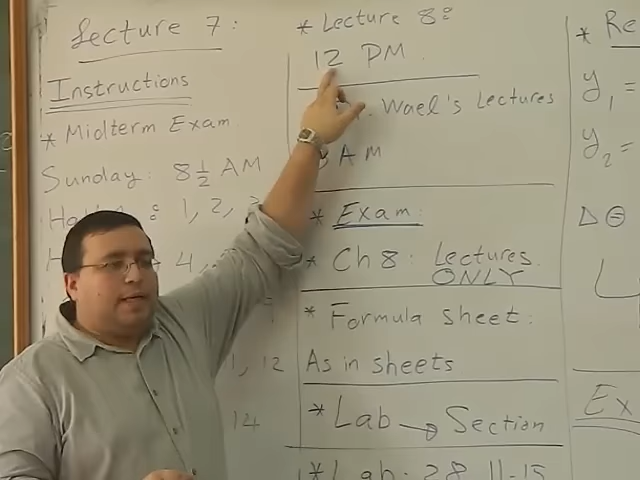 Lecture 7:
Instructions
* Midterm Exam
Sunday: 8 1/2 AM
: 1, 2,
4,
1, 12
14
* Lecture 8:
12 PM.
. Wael's Lectures
AM
* Exam:
* Ch 8: Lectures
ONLY
* Formula sheet:
As in sheets
* Lab → Section
* Lab: 28, 11-15
* Re
y1 =
y2 =
Δ
Ex